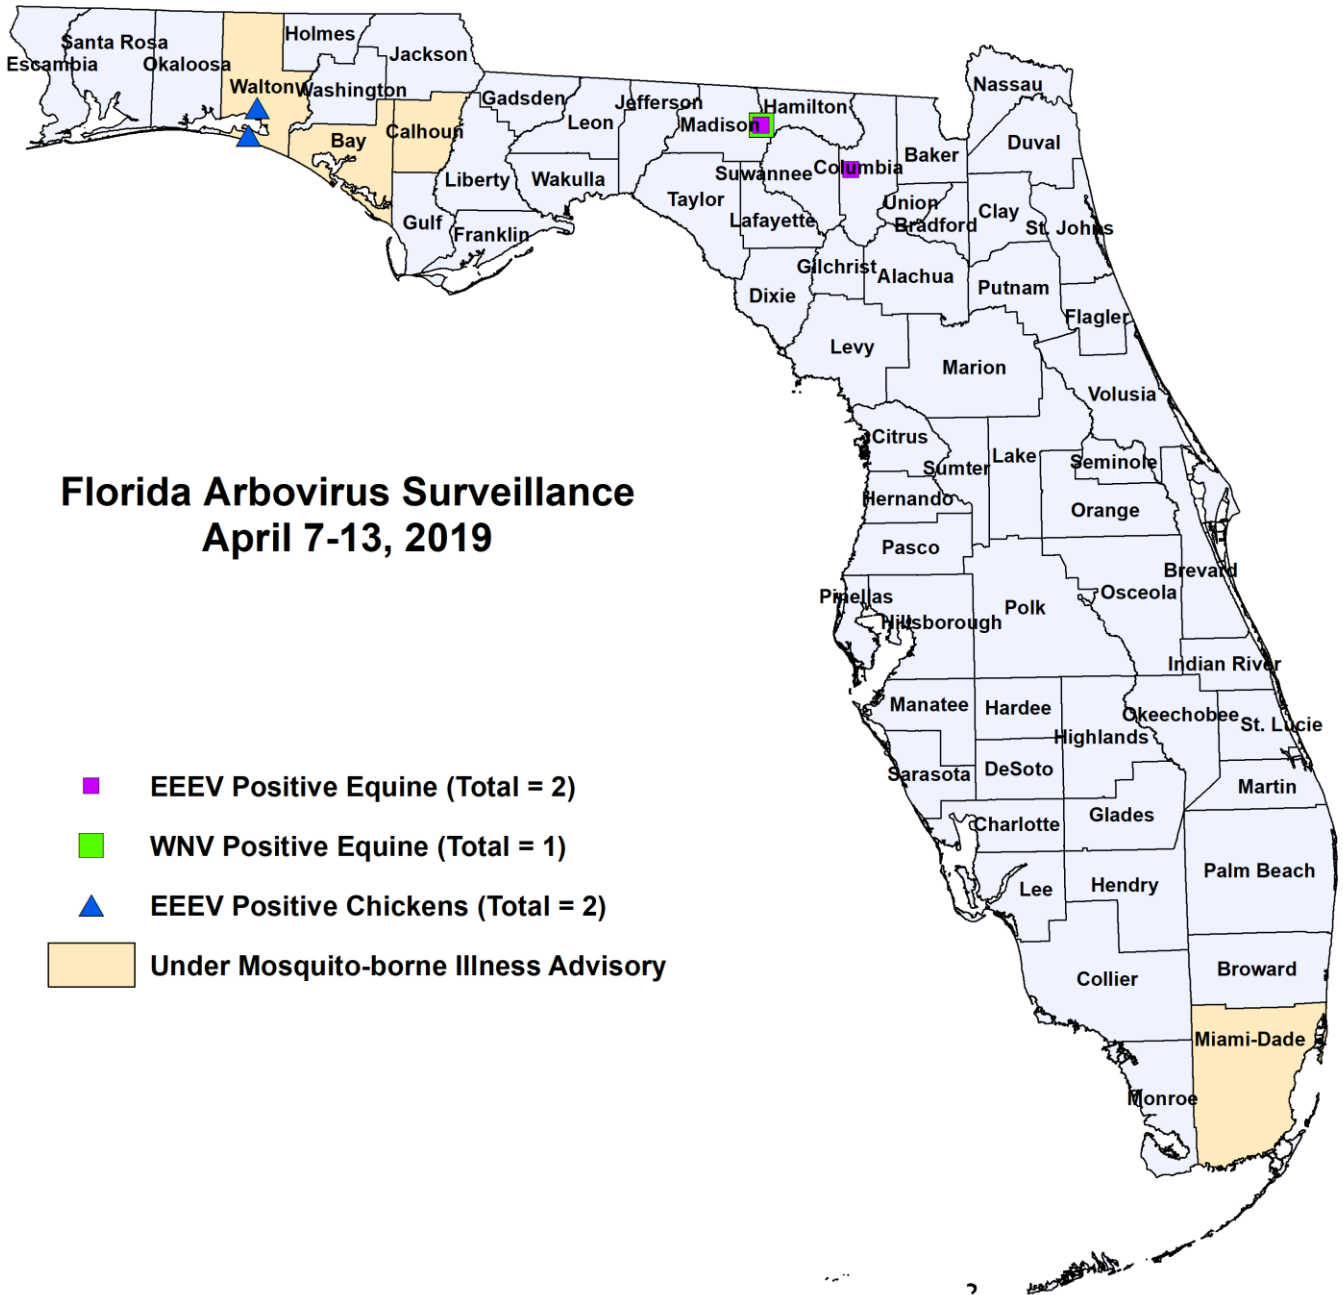 Holmes
Jackson
Santa Rosa
Escambia
Okaloosa
Walton
Washington
Nassau
Gadsden
Jefferson
Hamilton
Leon
Madison
Calhoun
Bay
Duval
Baker
Columbia
Suwannee
Liberty
Wakulla
Taylor
Union
Clay
Lafayette
Bradford
St. Johns
Gulf
Franklin
Gilchrist
Alachua
Putnam
Dixie
Flagler
Levy
Marion
Volusia
Citrus
Lake
Sumter
Seminole
Hernando
Orange
Florida Arbovirus Surveillance
April 7-13, 2019
Pasco
Brevard
Osceola
Pinellas
Polk
Hillsborough
Indian River
Manatee
Hardee
Okeechobee
St. Lucie
Highlands
Sarasota
DeSoto
Martin
Charlotte
Glades
Palm Beach
Lee
Hendry
Broward
Collier
Miami-Dade
Monroe
EEEV Positive Equine (Total = 2)
WNV Positive Equine (Total = 1)
EEEV Positive Chickens (Total = 2)
Under Mosquito-borne Illness Advisory